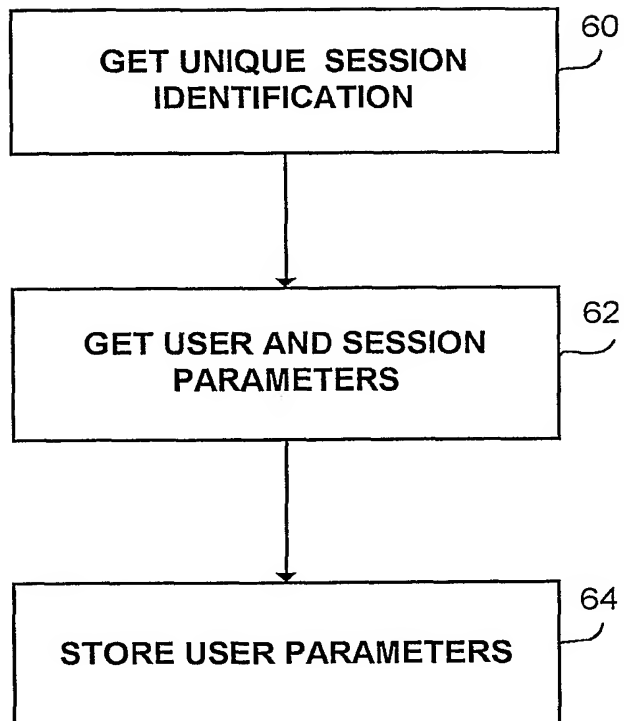 60
GET UNIQUE SESSION
IDENTIFICATION
62
GET USER AND SESSION
PARAMETERS
64
STORE USER PARAMETERS